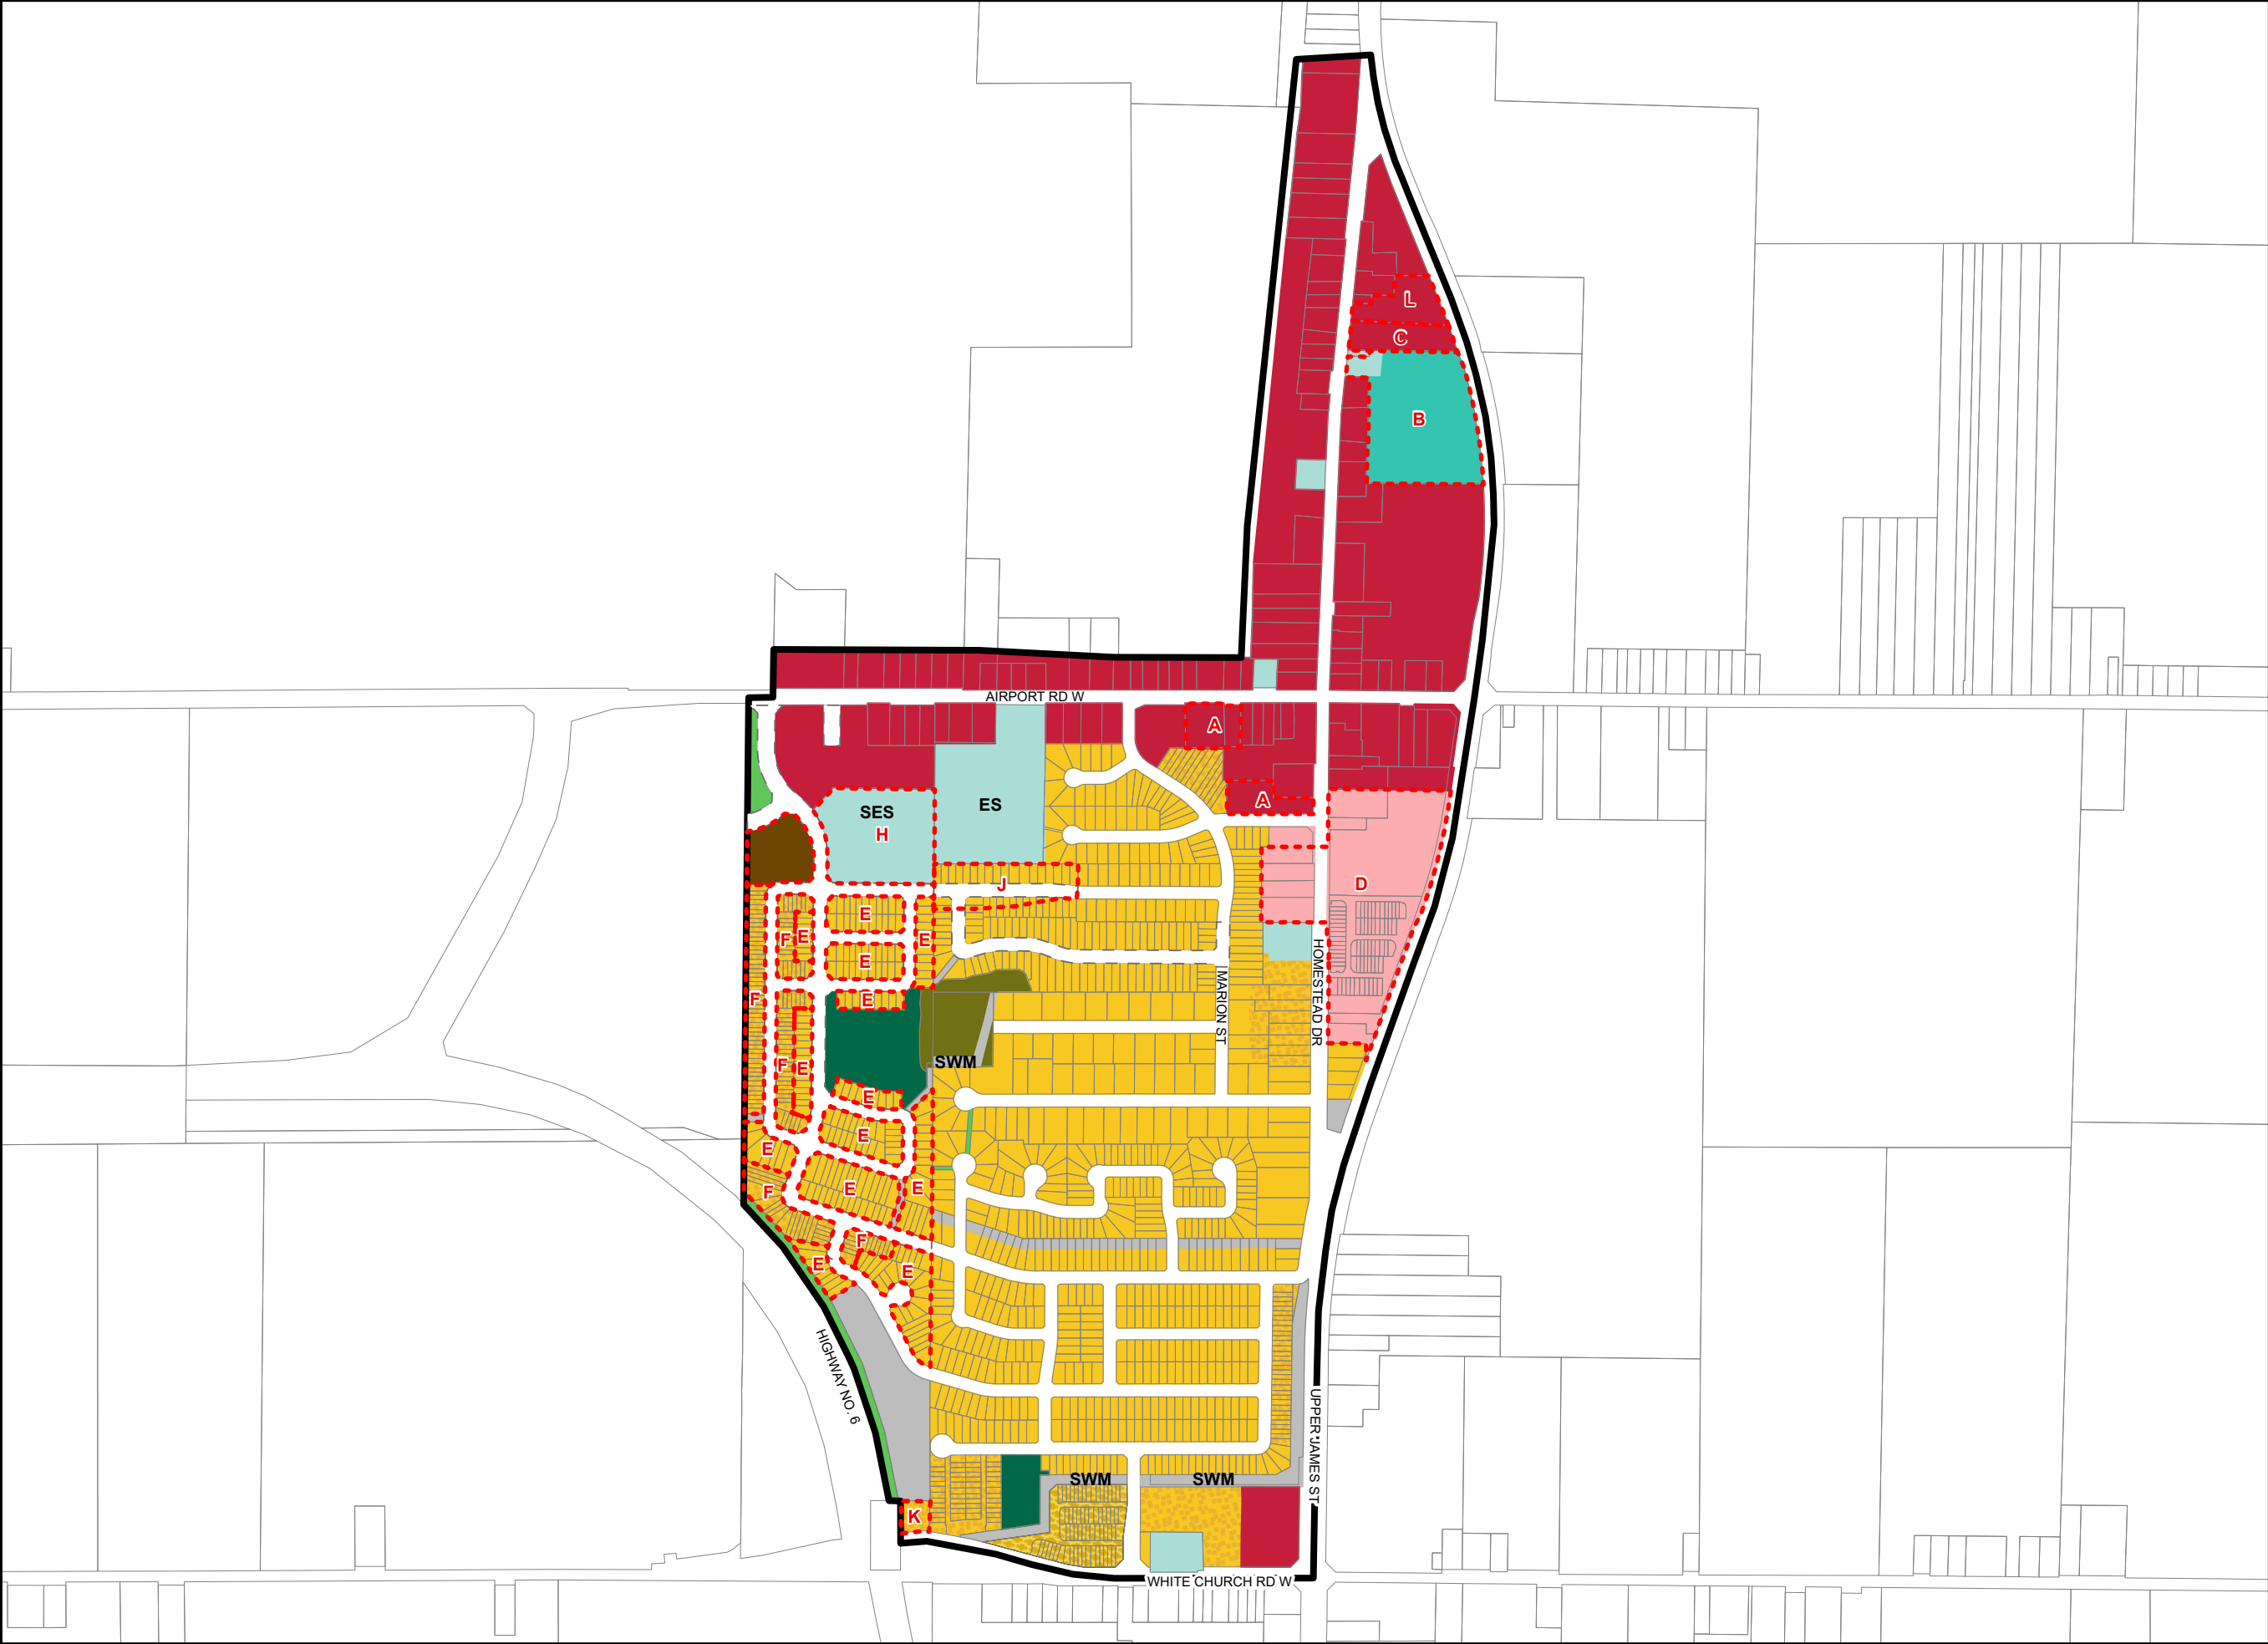 L
C
B
AIRPORT RD W
A
A
SES
H
ES
J
D
E
F
E
E
E
HOMESTEAD DR
MARION ST
F
E
SWM
F
E
E
E
E
F
E
E
F
E
E
HIGHWAY NO. 6
UPPER JAMES ST
SWM
SWM
K
WHITE CHURCH RD W